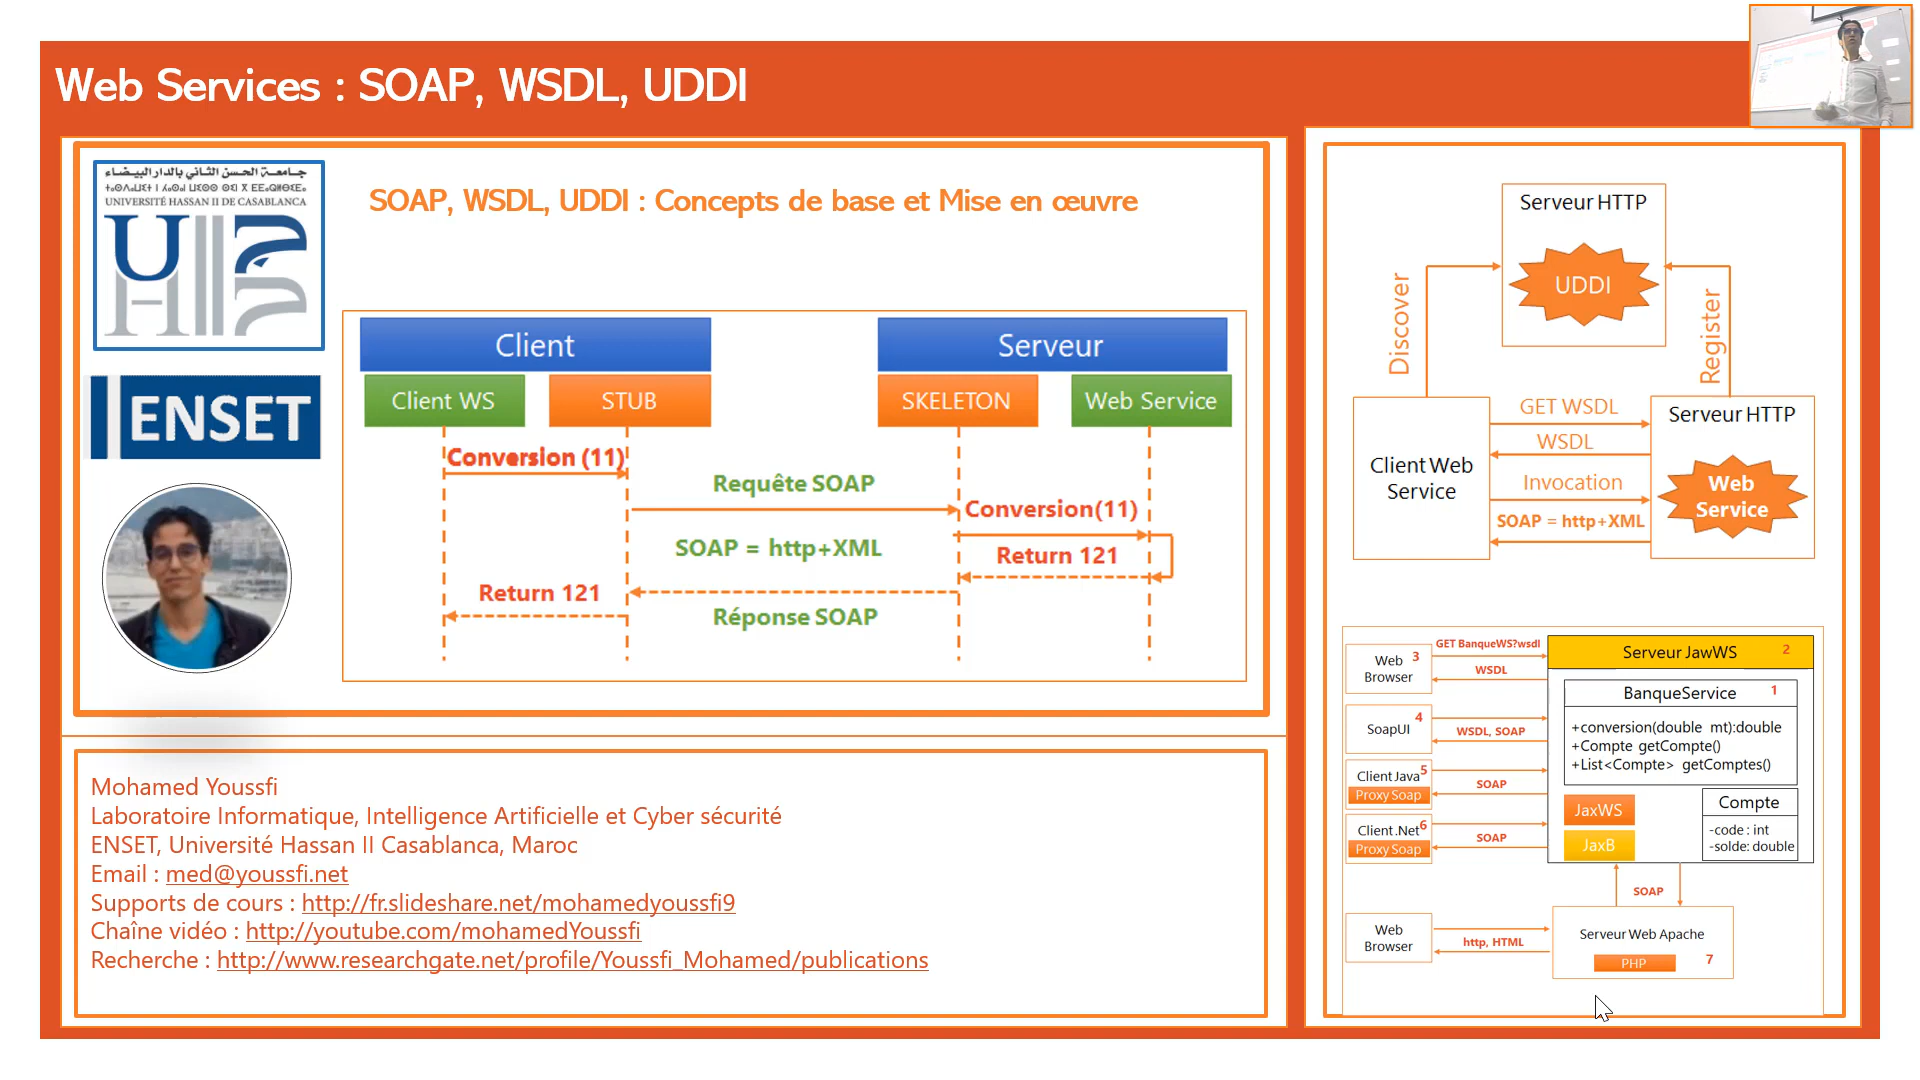 Web Services : SOAP, WSDL, UDDI
جامعة الحسن الثاني بالدار البيضاء
UNIVERSITÉ HASSAN II DE CASABLANCA
UH2
ENSET
SOAP, WSDL, UDDI : Concepts de base et Mise en œuvre
Client
Serveur
Client WS
STUB
SKELETON
Web Service
Conversion (11)
Requête SOAP
Conversion(11)
SOAP = http+XML
Return 121
Return 121
Réponse SOAP
Mohamed Youssfi
Laboratoire Informatique, Intelligence Artificielle et Cyber sécurité
ENSET, Université Hassan II Casablanca, Maroc
Email : med@youssfi.net
Supports de cours : http://fr.slideshare.net/mohamedyoussfi9
Chaîne vidéo : http://youtube.com/mohamedYoussfi
Recherche : http://www.researchgate.net/profile/Youssfi_Mohamed/publications
Serveur HTTP
UDDI
Discover
Register
Client Web
Service
GET WSDL
WSDL
Invocation
SOAP = http+XML
Serveur HTTP
Web
Service
Web 3
Browser
GET BanqueWS?wsdl
WSDL
Serveur JawWS 2
BanqueService 1
+conversion(double mt):double
+Compte getCompte()
+List<Compte> getComptes()
SoapUI 4
WSDL, SOAP
Client Java 5
Proxy Soap
SOAP
Client .Net 6
Proxy Soap
SOAP
JaxWS
JaxB
Compte
-code : int
-solde: double
SOAP
Web
Browser
http, HTML
Serveur Web Apache
PHP 7